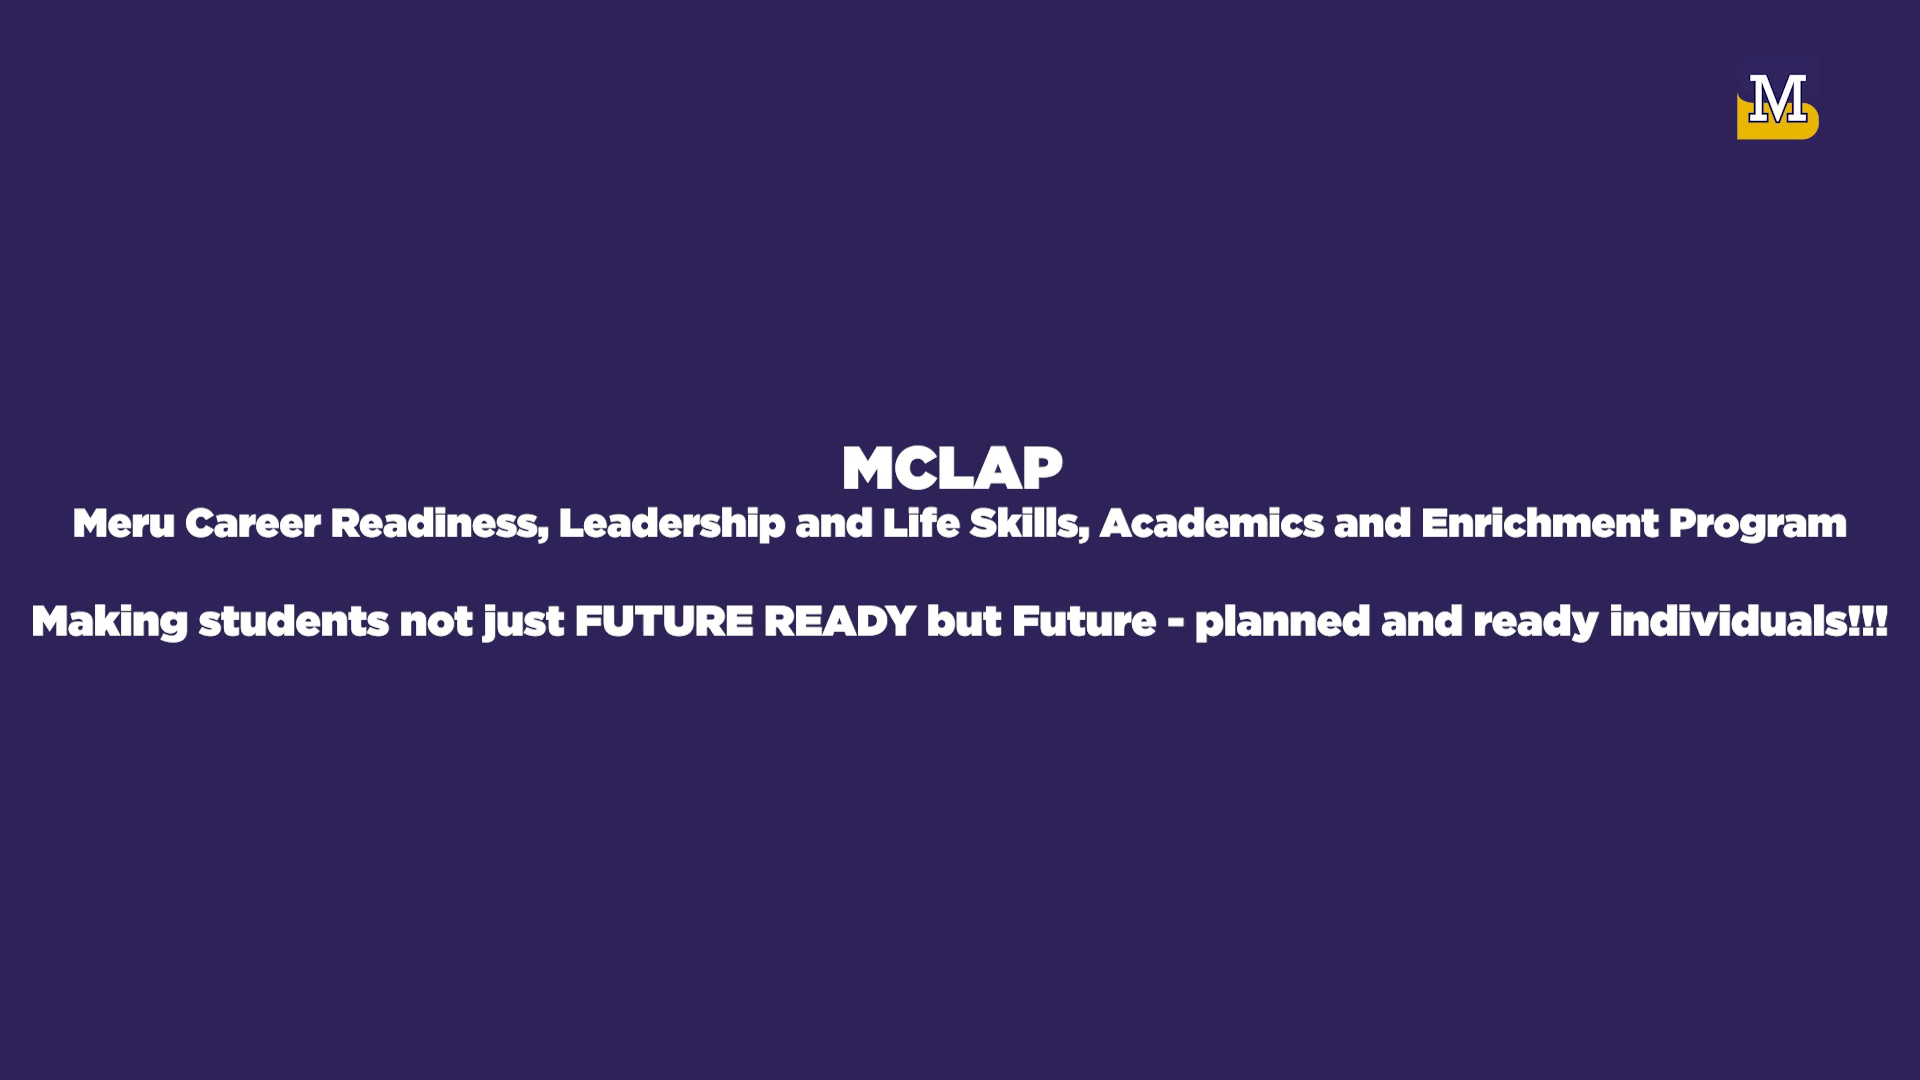 M
MCLAP
Meru Career Readiness, Leadership and Life Skills, Academics and Enrichment Program
Making students not just FUTURE READY but Future - planned and ready individuals!!!